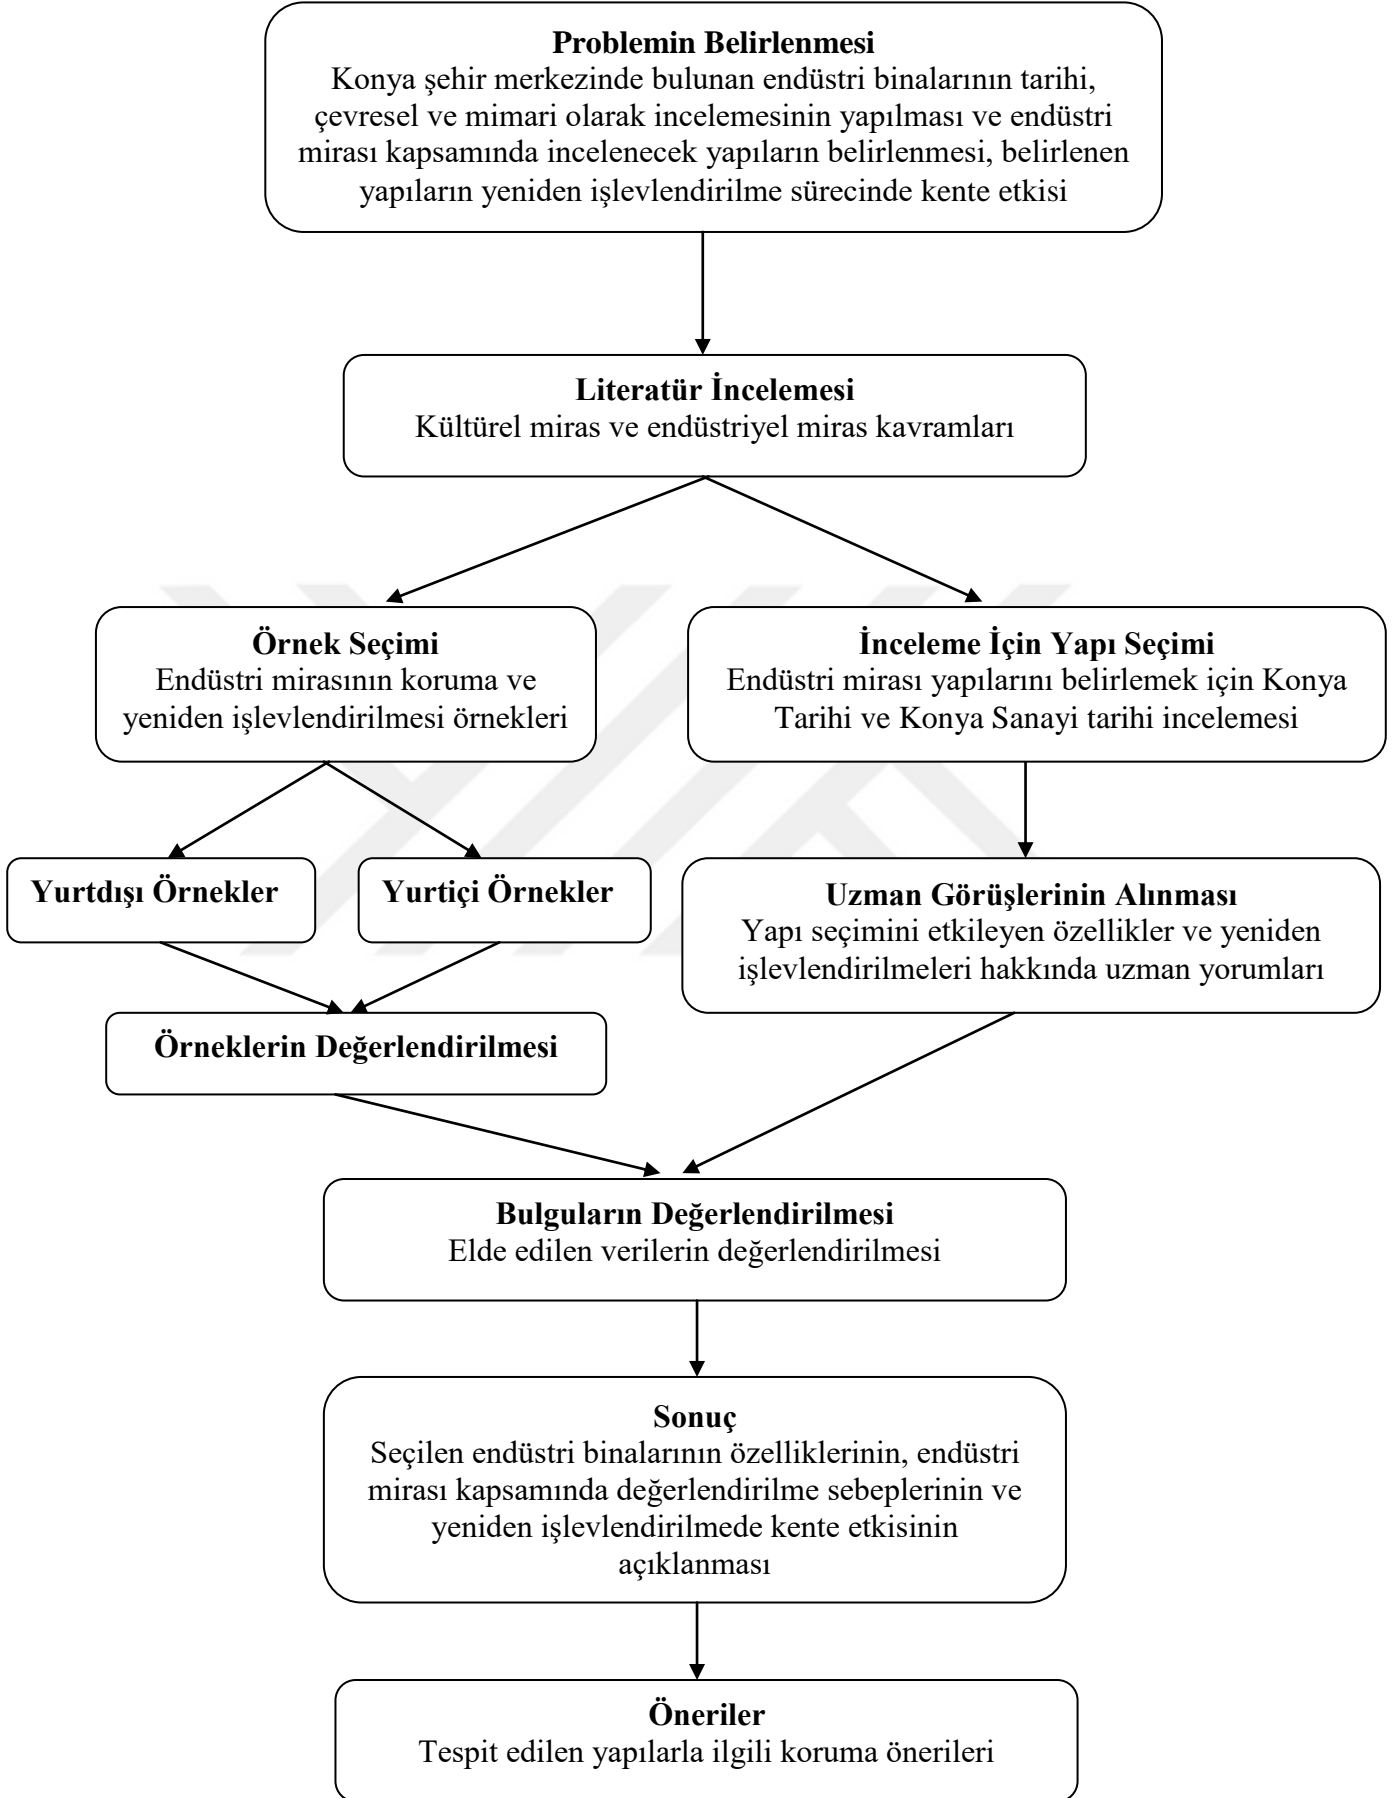 Problemin Belirlenmesi
Konya şehir merkezinde bulunan endüstri binalarının tarihi,
çevresel ve mimari olarak incelemesinin yapılması ve endüstri
mirası kapsamında incelenecek yapıların belirlenmesi, belirlenen
yapıların yeniden işlevlendirilme sürecinde kente etkisi
Literatür İncelemesi
Kültürel miras ve endüstriyel miras kavramları
Örnek Seçimi
Endüstri mirasının koruma ve
yeniden işlevlendirilmesi örnekleri
İnceleme İçin Yapı Seçimi
Endüstri mirası yapılarını belirlemek için Konya
Tarihi ve Konya Sanayi tarihi incelemesi
Yurtdışı Örnekler
Yurtiçi Örnekler
Uzman Görüşlerinin Alınması
Yapı seçimini etkileyen özellikler ve yeniden
işlevlendirilmeleri hakkında uzman yorumları
Örneklerin Değerlendirilmesi
Bulguların Değerlendirilmesi
Elde edilen verilerin değerlendirilmesi
Sonuç
Seçilen endüstri binalarının özelliklerinin, endüstri
mirası kapsamında değerlendirilme sebeplerinin ve
yeniden işlevlendirilmede kente etkisinin
açıklanması
Öneriler
Tespit edilen yapılarla ilgili koruma önerileri